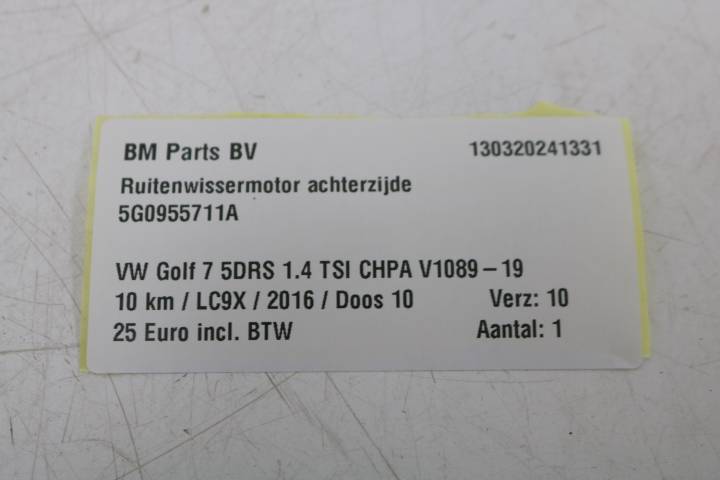 BM Parts BV 130320241331
Ruitenwissermotor achterzijde
5G0955711A
VW Golf 7 5DRS 1.4 TSI CHPA V1089 – 19
10 km / LC9X / 2016 / Doos 10 Verz: 10
25 Euro incl. BTW Aantal: 1